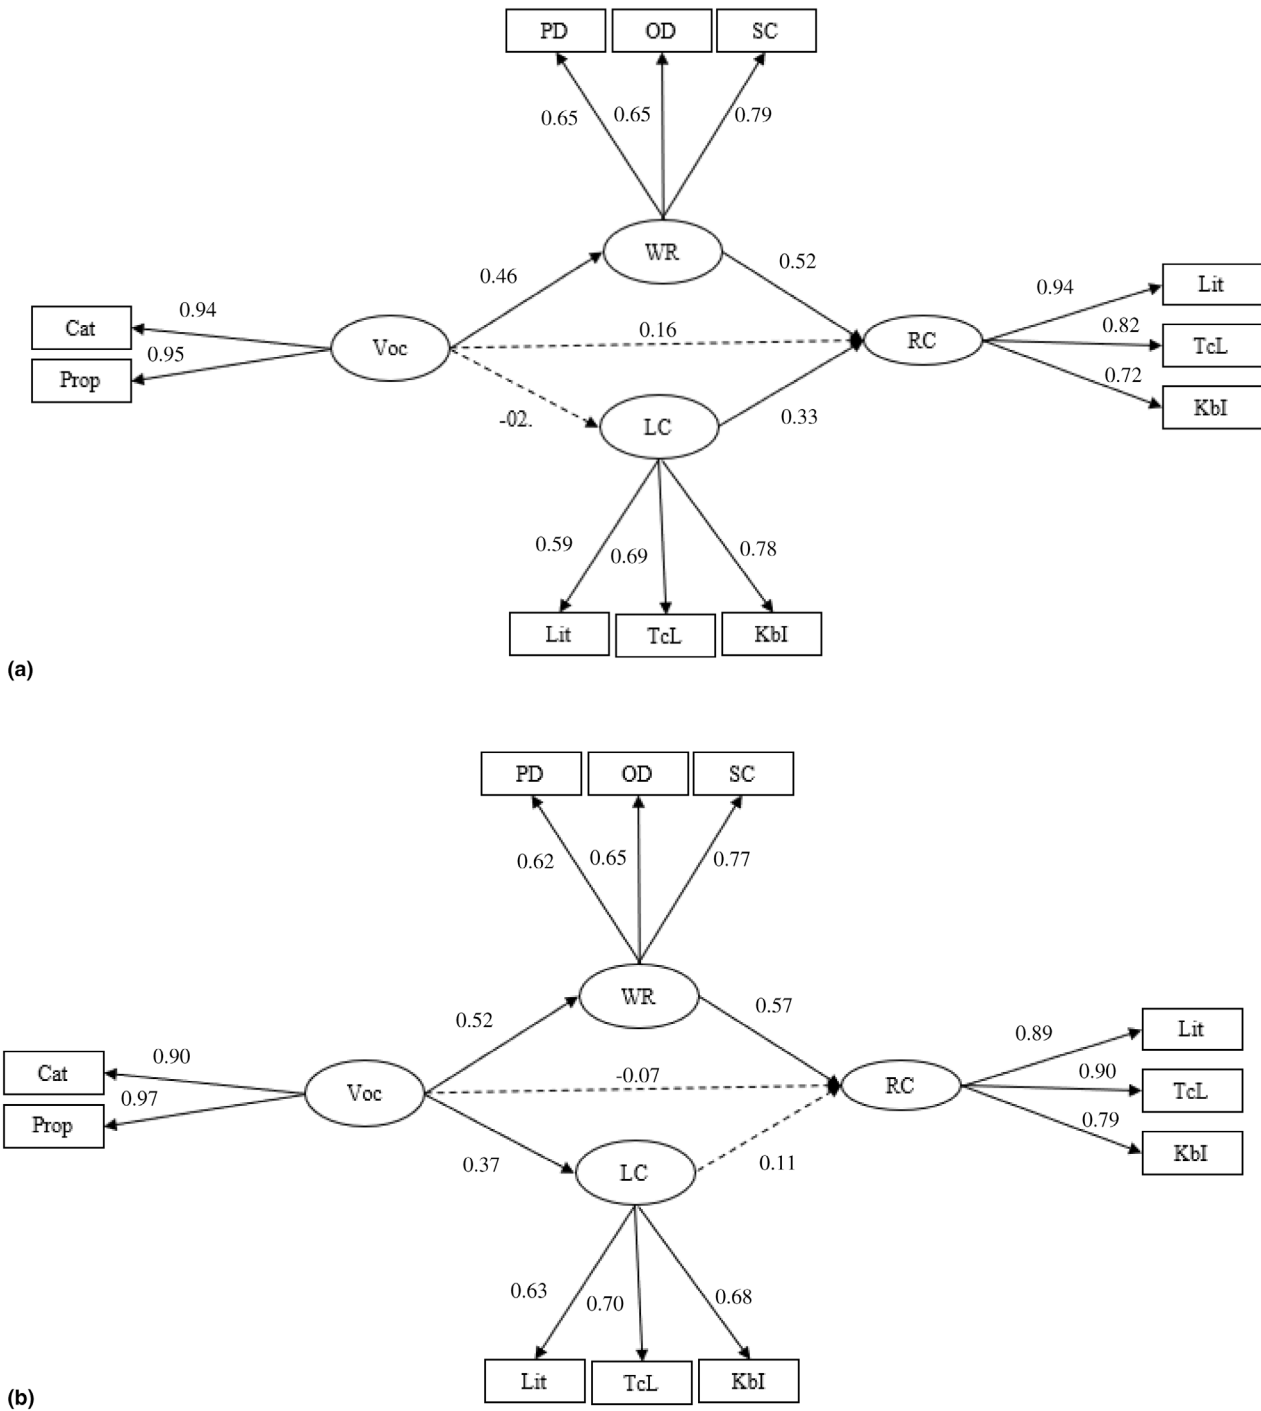 PD OD SC
0.65 0.65 0.79
WR
0.46 0.52
Cat 0.94 Voc 0.16 RC 0.94 Lit
Prop 0.95 0.82 TcL
0.72 KbI
-02. LC 0.33
0.59 0.69 0.78
Lit TcL KbI
(a)
PD OD SC
0.62 0.65 0.77
WR
0.52 0.57
Cat 0.90 Voc -0.07 RC 0.89 Lit
Prop 0.97 0.90 TcL
0.79 KbI
0.37 LC 0.11
0.63 0.70 0.68
Lit TcL KbI
(b)